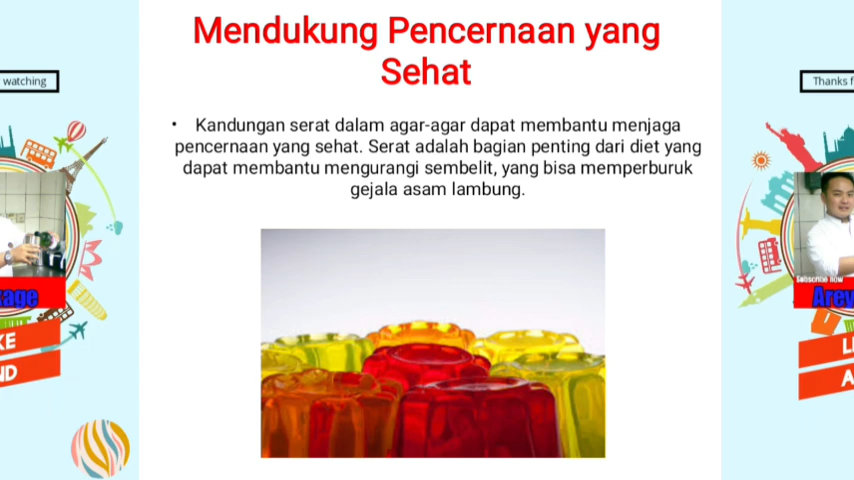 Mendukung Pencernaan yang
Sehat
• Kandungan serat dalam agar-agar dapat membantu menjaga
pencernaan yang sehat. Serat adalah bagian penting dari diet yang
dapat membantu mengurangi sembelit, yang bisa memperburuk
gejala asam lambung.
watching
Thanks
Subscribe now